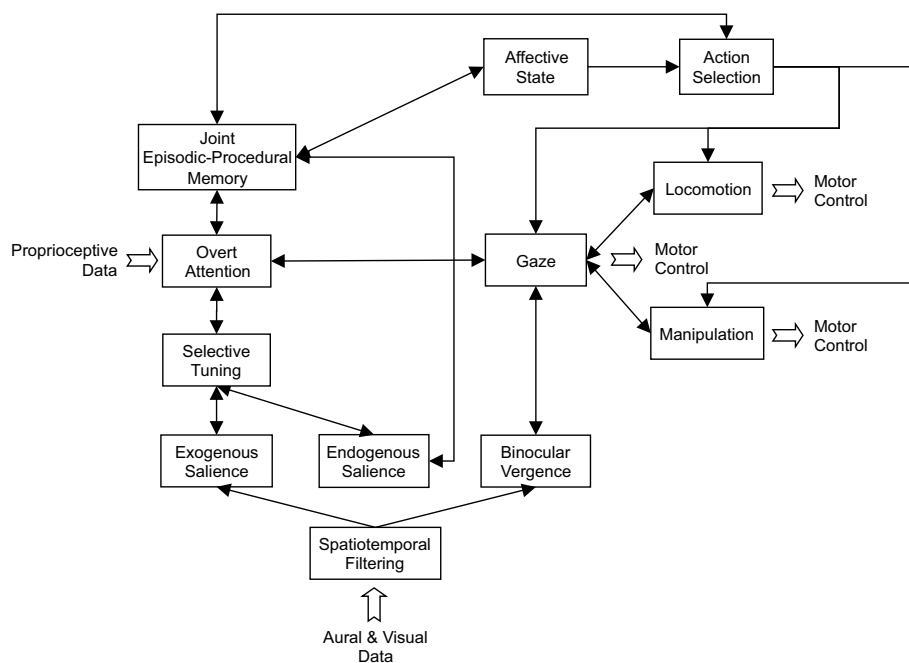 Affective
State
Action
Selection
Joint
Episodic-Procedural
Memory
Locomotion
Motor
Control
Proprioceptive
Data
Overt
Attention
Gaze
Motor
Control
Selective
Tuning
Manipulation
Motor
Control
Exogenous
Salience
Endogenous
Salience
Binocular
Vergence
Spatiotemporal
Filtering
Aural & Visual
Data